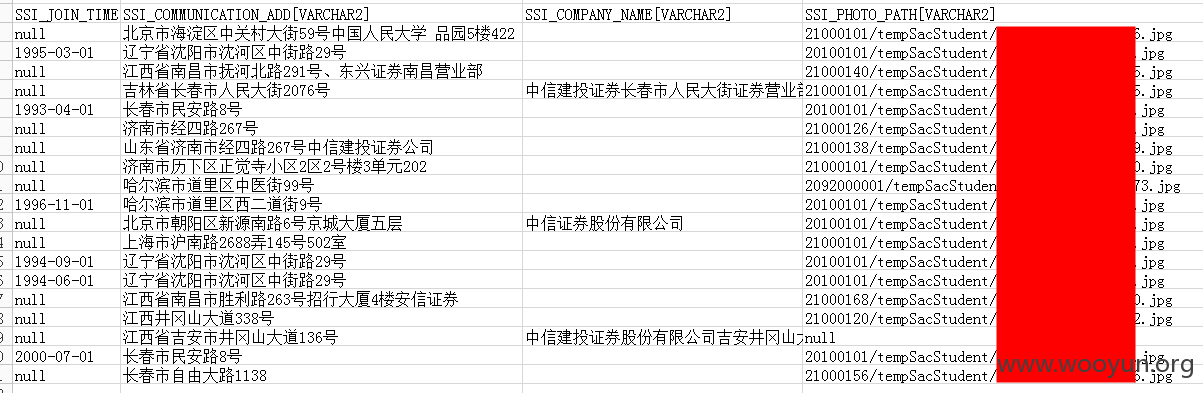 SSI_JOIN_TIME SSI_COMMUNICATION_ADD[VARCHAR2] SSI_COMPANY_NAME[VARCHAR2] SSI_PHOTO_PATH[VARCHAR2]
null 北京市海淀区中关村大街59号中国人民大学 品园5楼422 21000101/tempSacStudent/ 6.jpg
1995-03-01 辽宁省沈阳市沈河区中街路29号 20100101/tempSacStudent/ .jpg
null 江西省南昌市抚河北路291号、东兴证券南昌营业部 21000140/tempSacStudent/ 5.jpg
null 吉林省长春市人民大街2076号 中信建投证券长春市人民大街证券营业部 20100101/tempSacStudent/ 5.jpg
1993-04-01 长春市民安路8号 20100101/tempSacStudent/ .jpg
null 济南市经四路267号 21000126/tempSacStudent/ .jpg
null 山东省济南市经四路267号中信建投证券公司 21000138/tempSacStudent/ 9.jpg
null 济南市历下区正觉寺小区2区2号楼3单元202 21000101/tempSacStudent/ 0.jpg
null 哈尔滨市道里区中医街99号 2092000001/tempSacStuden 73.jpg
1996-11-01 哈尔滨市道里区西二道街9号 20100101/tempSacStudent/ .jpg
null 北京市朝阳区新源南路6号京城大厦五层 中信证券股份有限公司 20100101/tempSacStudent/ .jpg
null 上海市沪南路2688弄145号502室 21000101/tempSacStudent/ .jpg
1994-09-01 辽宁省沈阳市沈河区中街路29号 20100101/tempSacStudent/ .jpg
1994-06-01 辽宁省沈阳市沈河区中街路29号 20100101/tempSacStudent/ .jpg
null 江西省南昌市胜利路263号招行大厦4楼安信证券 21000168/tempSacStudent/ 0.jpg
null 江西井冈山大道338号 21000120/tempSacStudent/ 2.jpg
null 江西省吉安市井冈山大道136号 中信建投证券股份有限公司吉安井冈山 null
2000-07-01 长春市民安路8号 20100101/tempSacStudent/ .jpg
null 长春市自由大路1138 21000156/tempSacStudent/ 6.jpg
www.wooyun.org